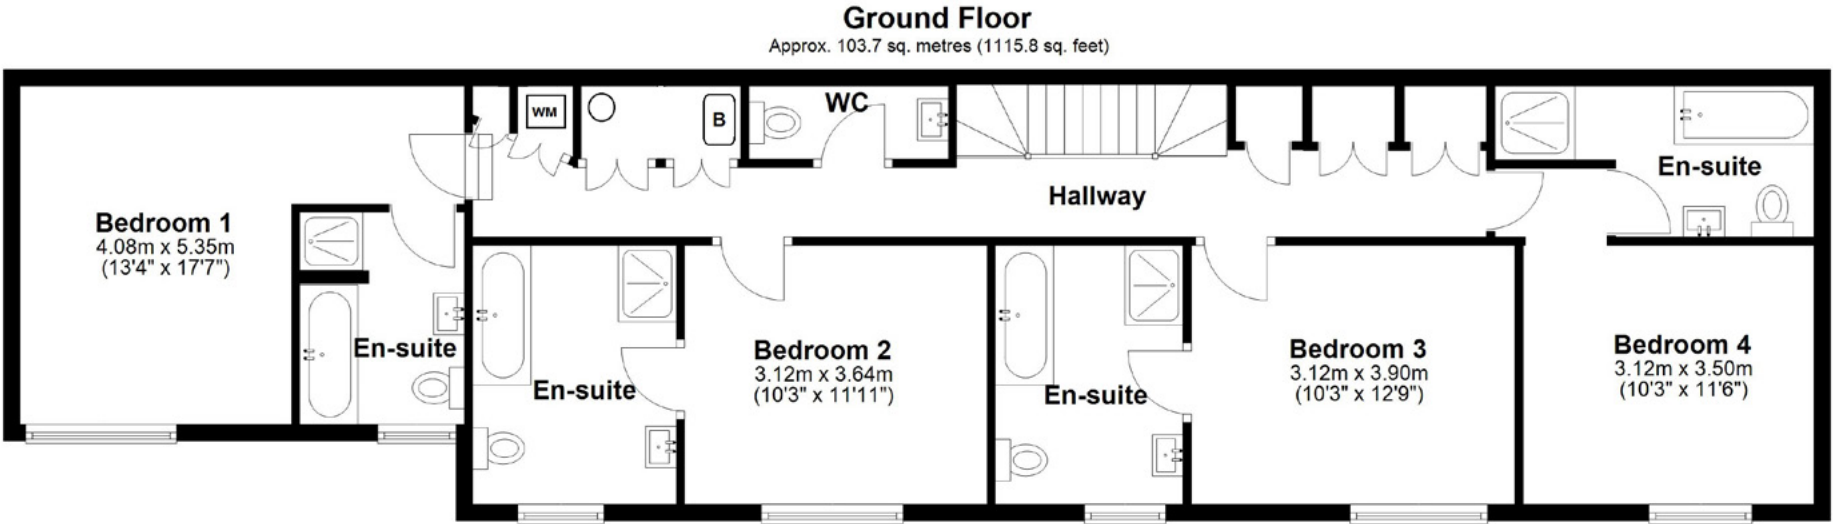 Ground Floor
Approx. 103.7 sq. metres (1115.8 sq. feet)
WM
B
WC
Hallway
En-suite
Bedroom 1
4.08m x 5.35m
(13'4" x 17'7")
En-suite
En-suite
Bedroom 2
3.12m x 3.64m
(10'3" x 11'11")
En-suite
Bedroom 3
3.12m x 3.90m
(10'3" x 12'9")
Bedroom 4
3.12m x 3.50m
(10'3" x 11'6")